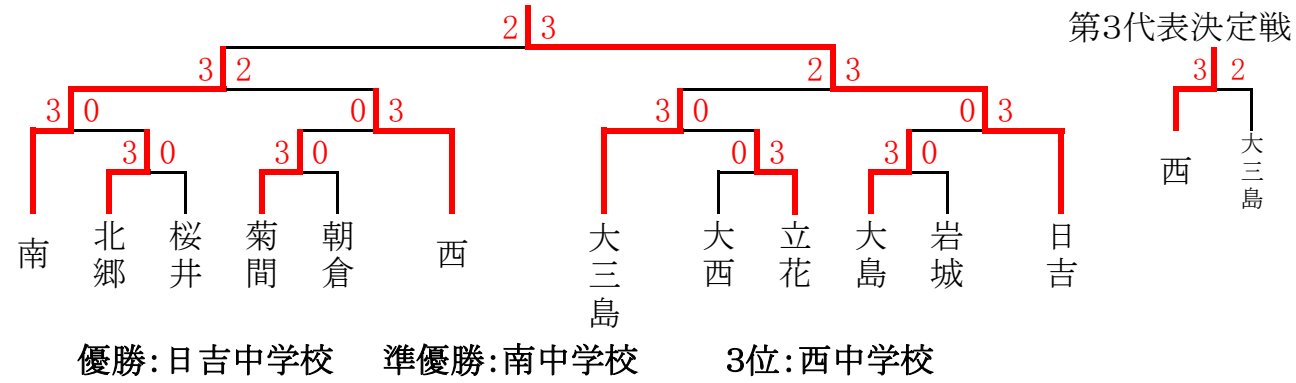 2 3
第3代表決定戦
3 2
2 3
3 2
3 0
0 3
3 0
0 3
3 0
3 0
0 3
3 0
西
大三島
南
北郷
桜井
菊間
朝倉
西
大三島
大西
立花
大島
岩城
日吉
優勝:日吉中学校 準優勝:南中学校 3位:西中学校